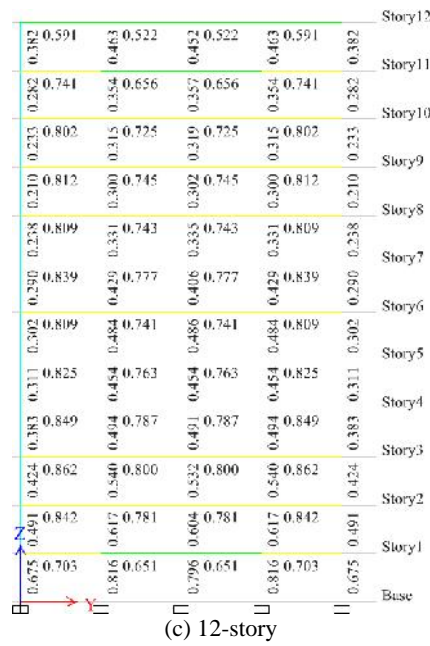 Story12
0.382 0.591 0.463 0.522 0.452 0.522 0.463 0.591 0.382
Story11
0.282 0.741 0.354 0.656 0.357 0.656 0.354 0.741 0.282
Story10
0.233 0.802 0.315 0.725 0.319 0.725 0.315 0.802 0.233
Story9
0.210 0.812 0.300 0.745 0.302 0.745 0.300 0.812 0.210
Story8
0.238 0.809 0.331 0.743 0.335 0.743 0.331 0.809 0.238
Story7
0.290 0.839 0.429 0.777 0.406 0.777 0.429 0.839 0.290
Story6
0.302 0.809 0.484 0.741 0.486 0.741 0.484 0.809 0.302
Story5
0.311 0.825 0.454 0.763 0.454 0.763 0.454 0.825 0.311
Story4
0.383 0.849 0.494 0.787 0.491 0.787 0.494 0.849 0.383
Story3
0.424 0.862 0.540 0.800 0.532 0.800 0.540 0.862 0.424
Story2
0.491 0.842 0.617 0.781 0.604 0.781 0.617 0.842 0.491
Z Story1
0.675 0.703 0.816 0.651 0.796 0.651 0.816 0.703 0.675
Y Base
(c) 12-story